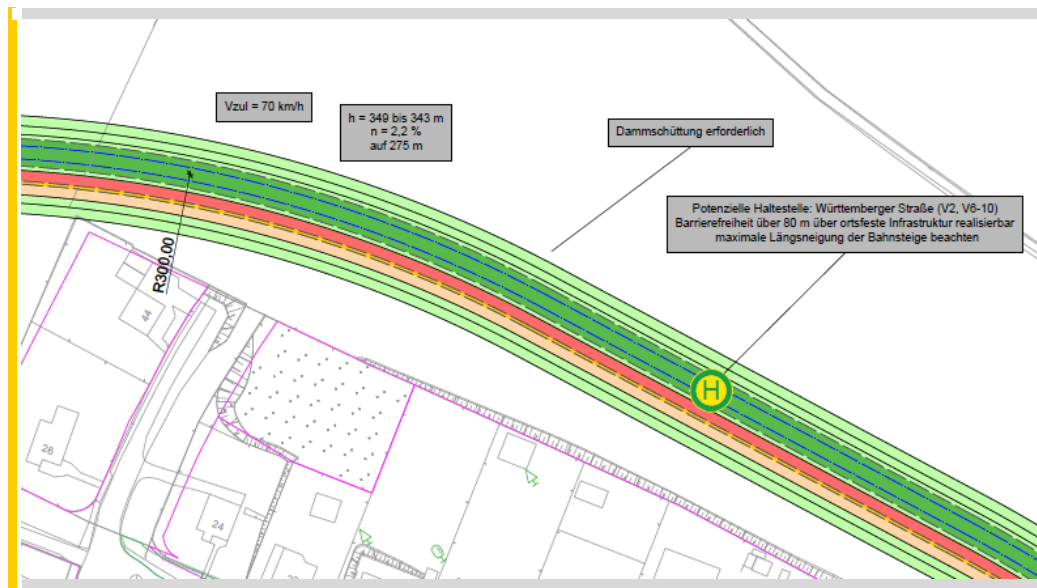 Vzul = 70 km/h
h = 349 bis 343 m
n = 2,2 %
auf 275 m
Dammschüttung erforderlich
Potenzielle Haltestelle: Württemberger Straße (V2, V6-10)
Barrierefreiheit über 80 m über ortsfeste Infrastruktur realisierbar
maximale Längsneigung der Bahnsteige beachten
R300,00
44
H
26
24